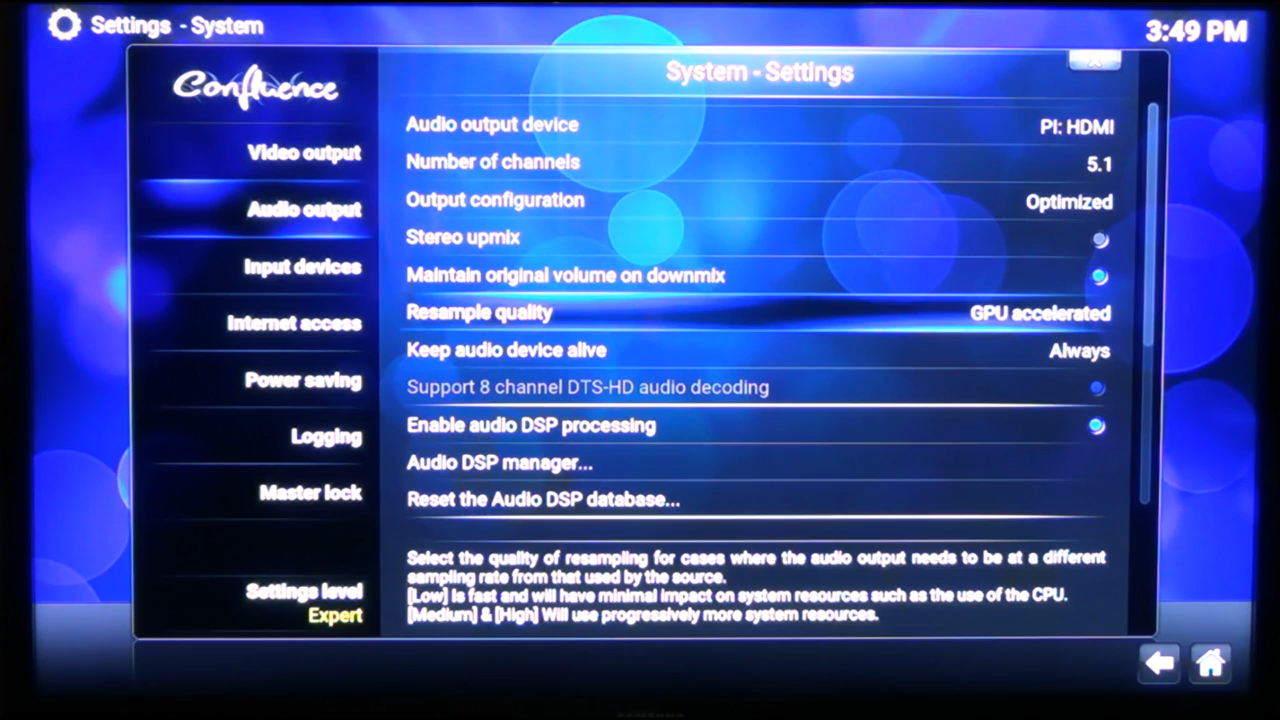 Settings - System
3:49 PM
Confluence
System - Settings
Video output
Audio output
Input devices
Internet access
Power saving
Logging
Master lock
Settings level
Expert
Audio output device PI: HDMI
Number of channels 5.1
Output configuration Optimized
Stereo upmix
Maintain original volume on downmix
Resample quality GPU accelerated
Keep audio device alive Always
Support 8 channel DTS-HD audio decoding
Enable audio DSP processing
Audio DSP manager...
Reset the Audio DSP database...
Select the quality of resampling for cases where the audio output needs to be at a different
sampling rate from that used by the source.
[Low] is fast and will have minimal impact on system resources such as the use of the CPU.
[Medium] & [High] Will use progressively more system resources.